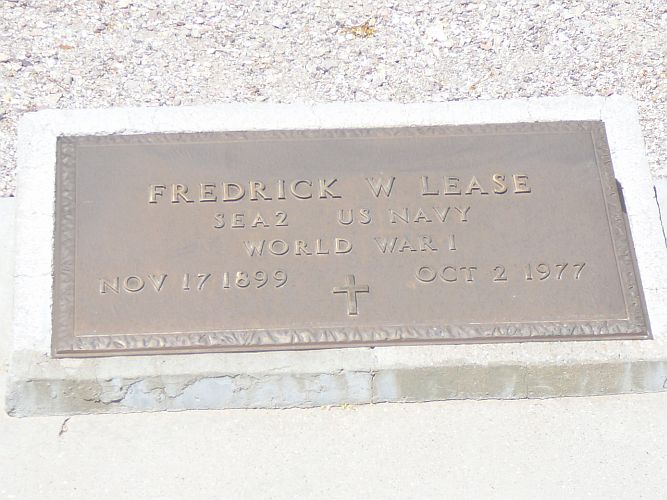 FREDRICK W LEASE
SEA2 US NAVY
WORLD WAR I
NOV 17 1899 OCT 2 1977